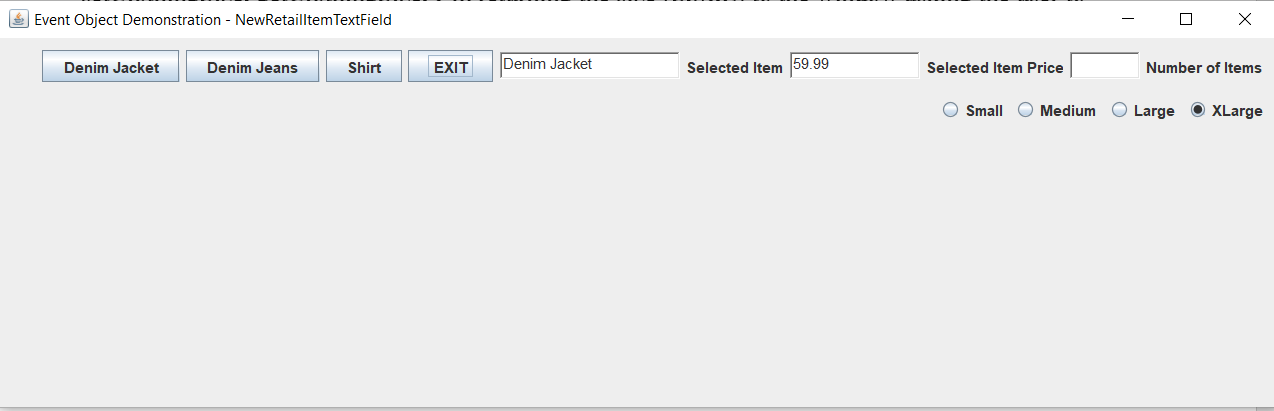 Event Object Demonstration - NewRetailItemTextField
Denim Jacket Denim Jeans Shirt EXIT Denim Jacket Selected Item 59.99 Selected Item Price Number of Items
Small Medium Large XLarge